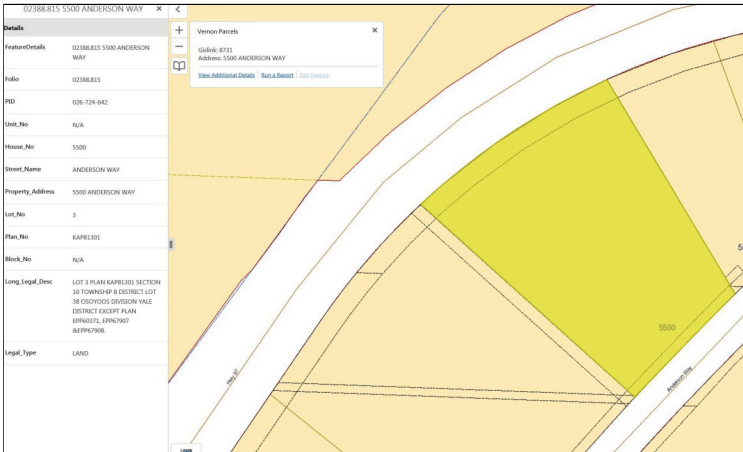 02388.815 5500 ANDERSON WAY
Details
FeatureDetails 02388.815 5500 ANDERSON
WAY
Folio 02388.815
PID 026-724-642
Unit_No N/A
House_No 5500
Street_Name ANDERSON WAY
Property_Address 5500 ANDERSON WAY
Lot_No 3
Plan_No KAP81301
Block_No N/A
Long_Legal_Desc LOT 3 PLAN KAP81301 SECTION
10 TOWNSHIP 8 DISTRICT LOT
38 OSOYOOS DIVISION YALE
DISTRICT EXCEPT PLAN
EPP60371, EPP67907
&EPP67908.
Legal_Type LAND
Vernon Parcels
Gislink: 8731
Address: 5500 ANDERSON WAY
View Additional Details | Run a Report | Edit Feature
5500
Hwy 97
Anderson Way